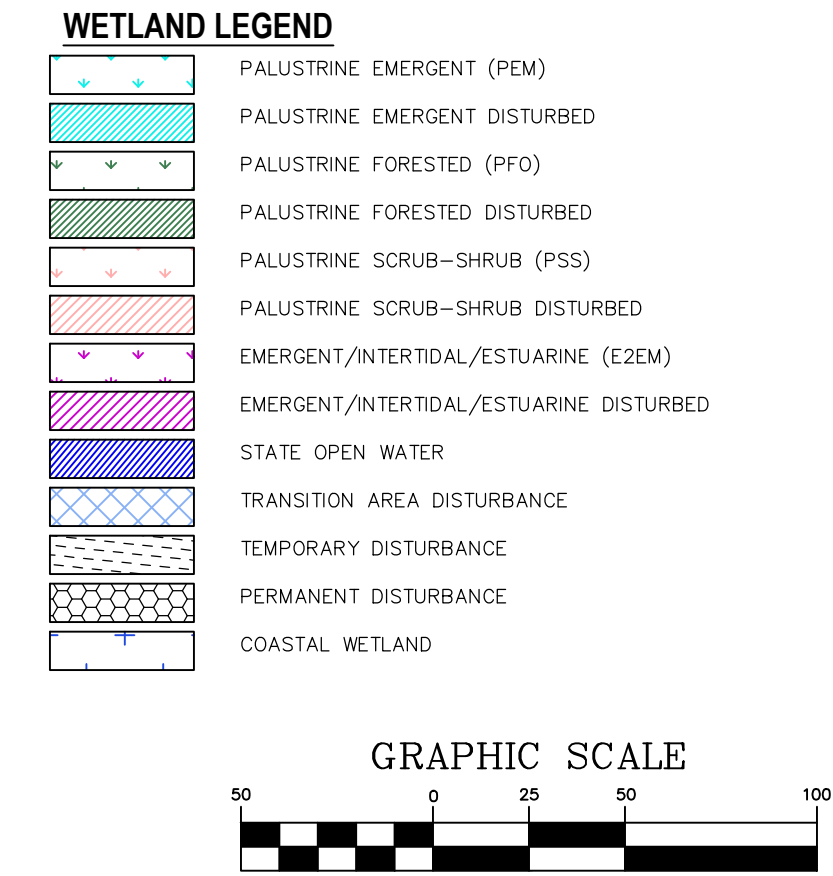 WETLAND LEGEND
PALUSTRINE EMERGENT (PEM)
PALUSTRINE EMERGENT DISTURBED
PALUSTRINE FORESTED (PFO)
PALUSTRINE FORESTED DISTURBED
PALUSTRINE SCRUB-SHRUB (PSS)
PALUSTRINE SCRUB-SHRUB DISTURBED
EMERGENT/INTERTIDAL/ESTUARINE (E2EM)
EMERGENT/INTERTIDAL/ESTUARINE DISTURBED
STATE OPEN WATER
TRANSITION AREA DISTURBANCE
TEMPORARY DISTURBANCE
PERMANENT DISTURBANCE
COASTAL WETLAND
GRAPHIC SCALE
50 0 25 50 100